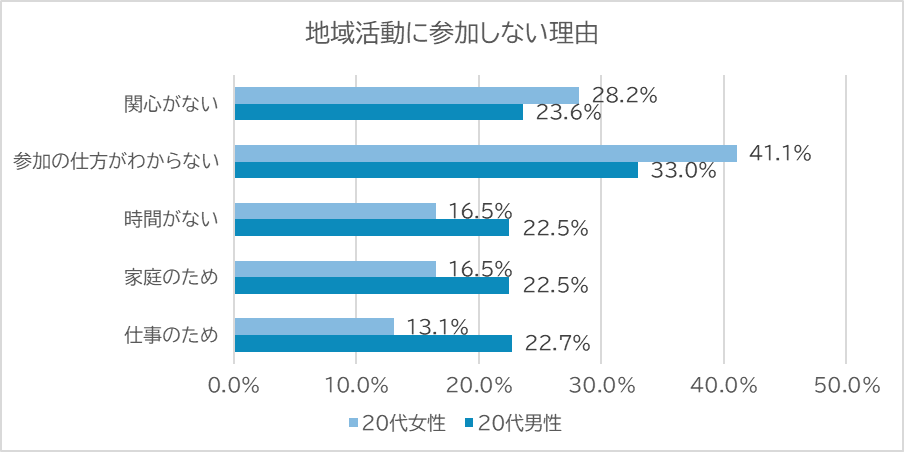 地域活動に参加しない理由
関心がない
28.2%
23.6%
参加の仕方がわからない
41.1%
33.0%
時間がない
16.5%
22.5%
家庭のため
16.5%
22.5%
仕事のため
13.1%
22.7%
0.0% 10.0% 20.0% 30.0% 40.0% 50.0%
20代女性 20代男性